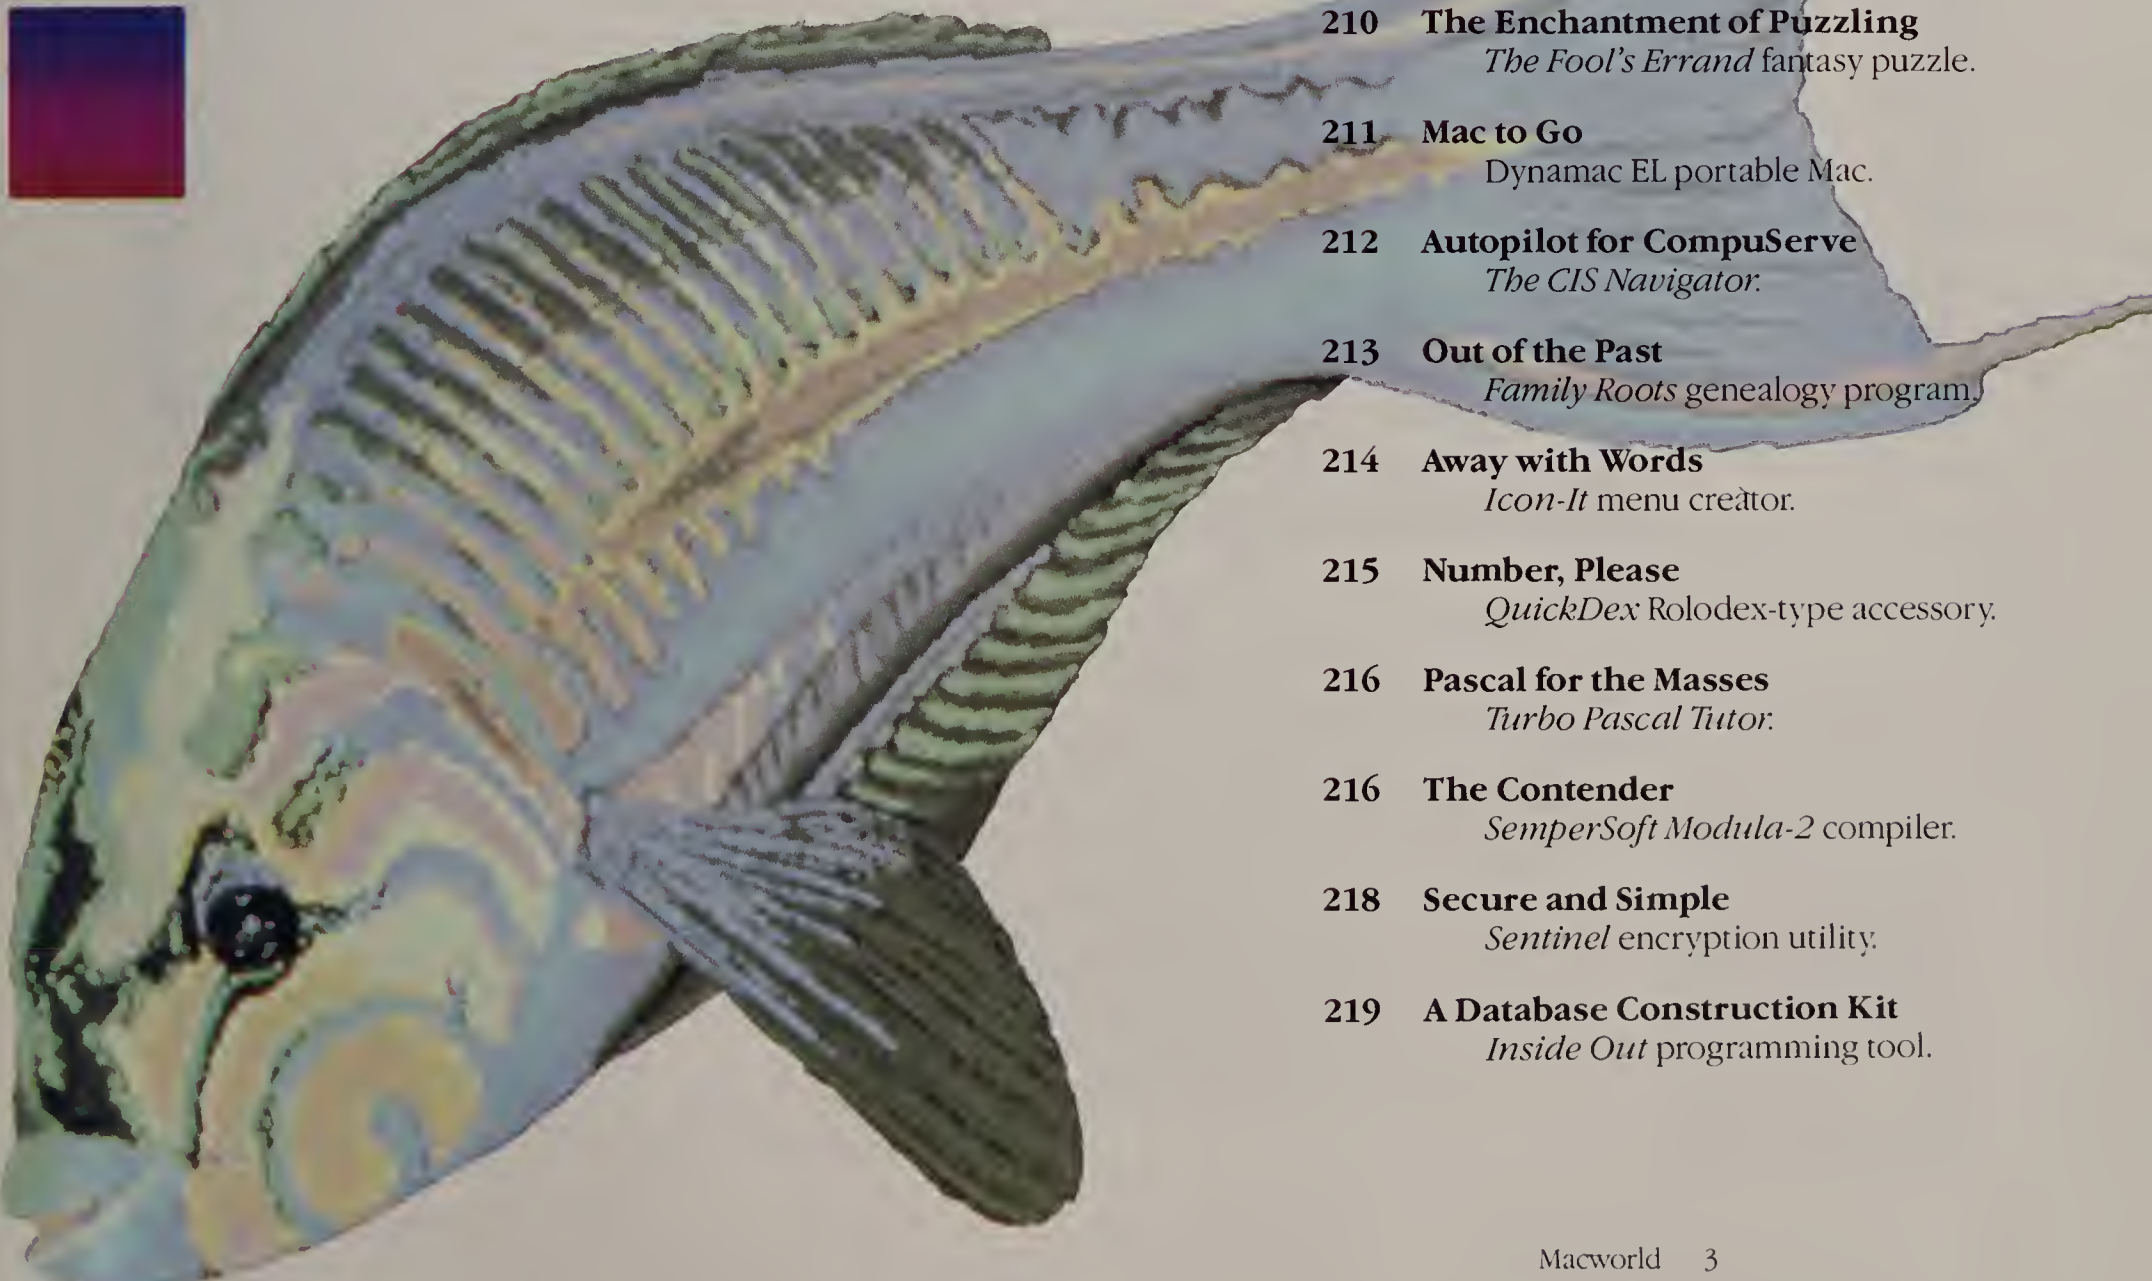 210 The Enchantment of Puzzling
The Fool's Errand fantasy puzzle.
211 Mac to Go
Dynamac EL portable Mac.
212 Autopilot for CompuServe
The CIS Navigator.
213 Out of the Past
Family Roots genealogy program.
214 Away with Words
Icon-It menu creator.
215 Number, Please
QuickDex Rolodex-type accessory.
216 Pascal for the Masses
Turbo Pascal Tutor.
216 The Contender
SemperSoft Modula-2 compiler.
218 Secure and Simple
Sentinel encryption utility.
219 A Database Construction Kit
Inside Out programming tool.
Macworld 3